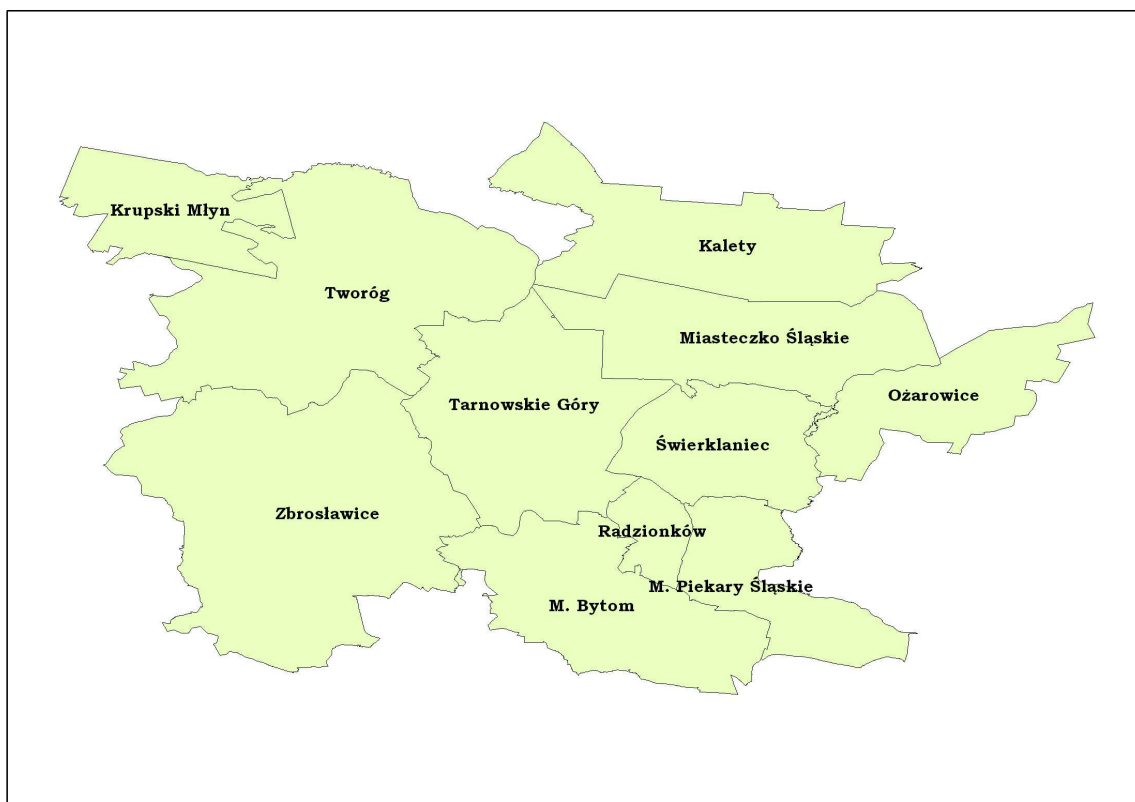 Krupski Młyn
Kalety
Tworóg
Miasteczko Śląskie
Ożarowice
Tarnowskie Góry
Świerklaniec
Zbrosławice
Radzionków
M. Piekary Śląskie
M. Bytom